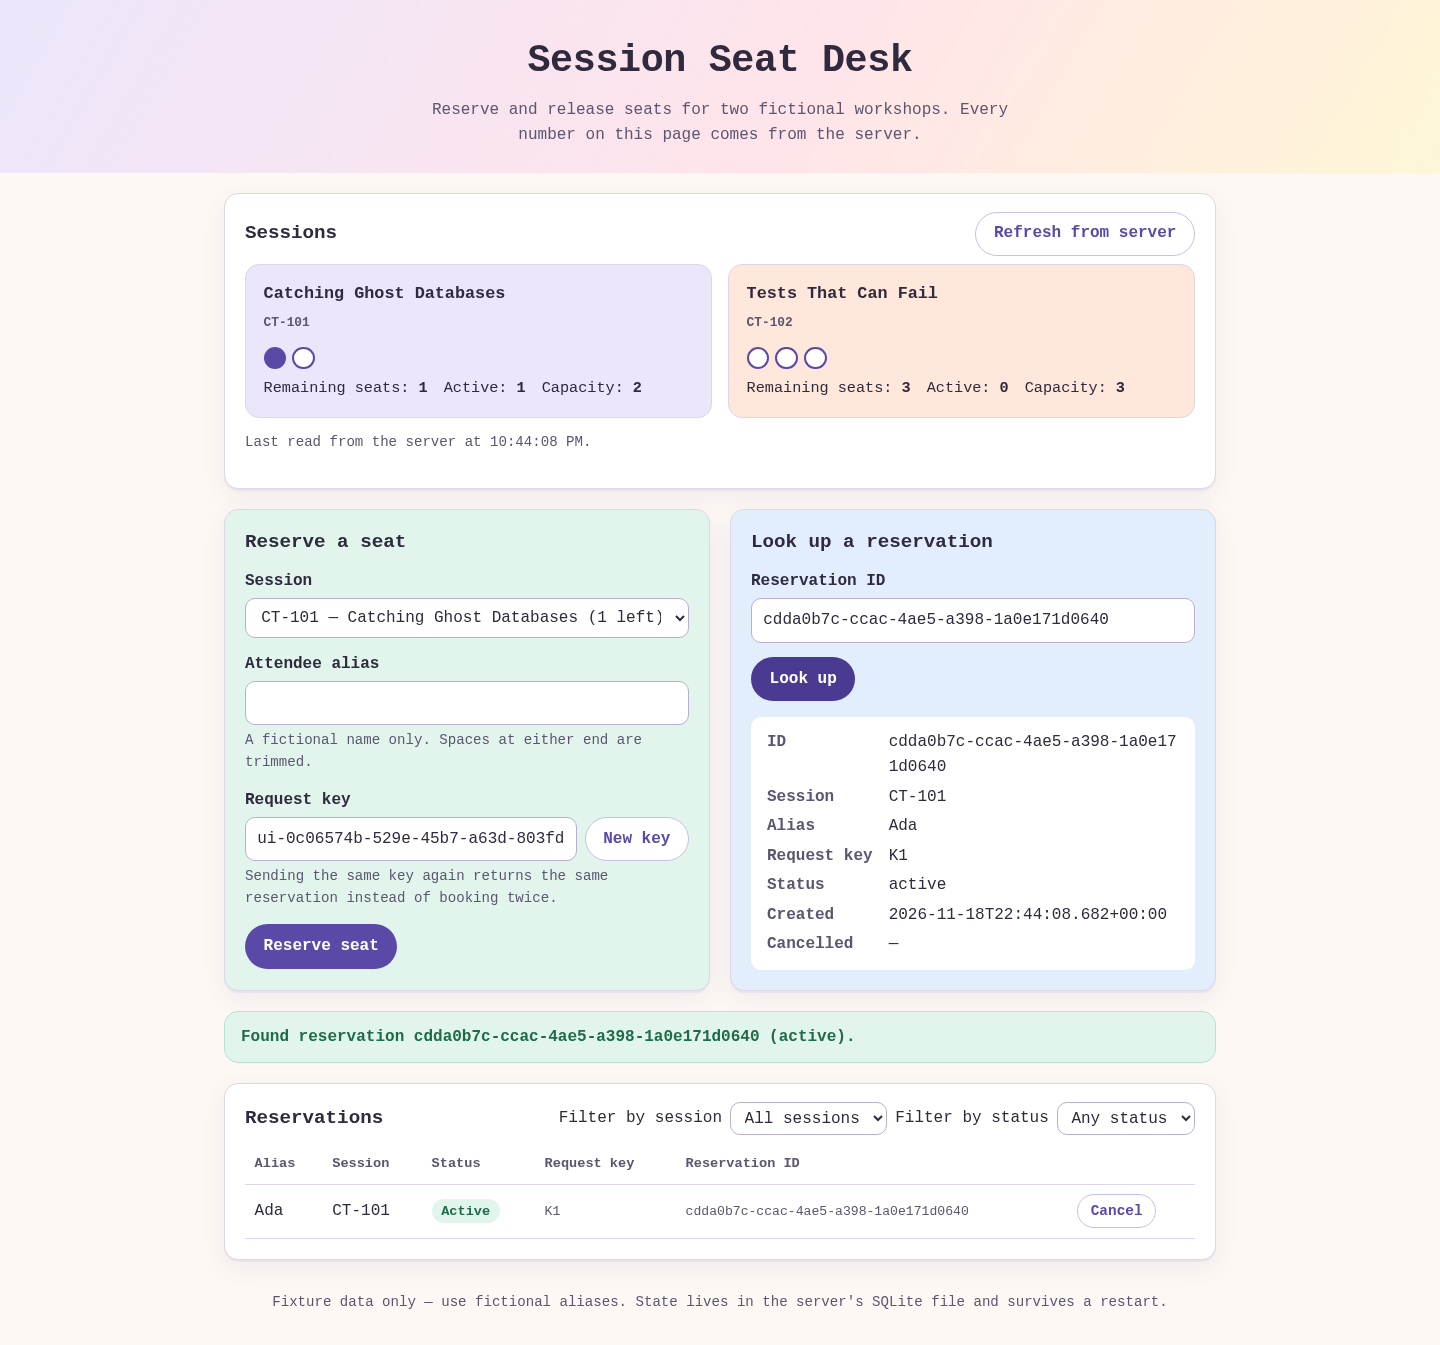 Session Seat Desk
Reserve and release seats for two fictional workshops. Every
number on this page comes from the server.
Sessions
Refresh from server
Catching Ghost Databases
CT-101
Remaining seats: 1 Active: 1 Capacity: 2
Tests That Can Fail
CT-102
Remaining seats: 3 Active: 0 Capacity: 3
Last read from the server at 10:44:08 PM.
Reserve a seat
Session
CT-101 — Catching Ghost Databases (1 left)
Attendee alias
A fictional name only. Spaces at either end are
trimmed.
Request key
ui-0c06574b-529e-45b7-a63d-803fd
New key
Sending the same key again returns the same
reservation instead of booking twice.
Reserve seat
Look up a reservation
Reservation ID
cdda0b7c-ccac-4ae5-a398-1a0e171d0640
Look up
ID cdda0b7c-ccac-4ae5-a398-1a0e17
1d0640
Session CT-101
Alias Ada
Request key K1
Status active
Created 2026-11-18T22:44:08.682+00:00
Cancelled —
Found reservation cdda0b7c-ccac-4ae5-a398-1a0e171d0640 (active).
Reservations
Filter by session All sessions Filter by status Any status
Alias Session Status Request key Reservation ID
Ada CT-101 Active K1 cdda0b7c-ccac-4ae5-a398-1a0e171d0640 Cancel
Fixture data only — use fictional aliases. State lives in the server's SQLite file and survives a restart.